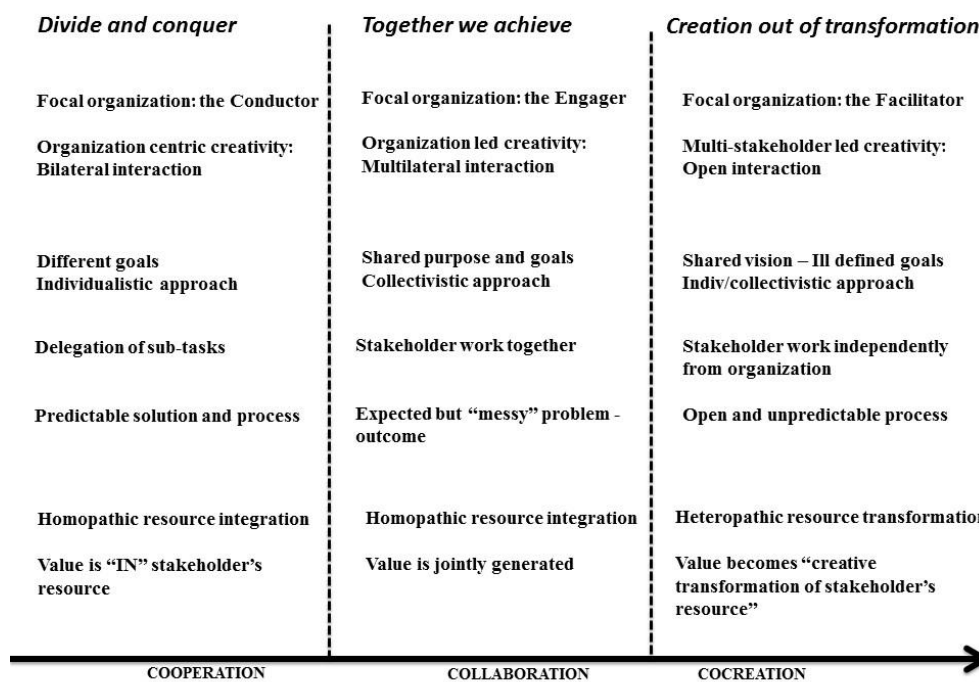 Divide and conquer
Together we achieve
Creation out of transformation
Focal organization: the Conductor
Focal organization: the Engager
Focal organization: the Facilitator
Organization centric creativity:
Bilateral interaction
Organization led creativity:
Multilateral interaction
Multi-stakeholder led creativity:
Open interaction
Different goals
Individualistic approach
Shared purpose and goals
Collectivistic approach
Shared vision – Ill defined goals
Indiv/collectivistic approach
Delegation of sub-tasks
Stakeholder work together
Stakeholder work independently
from organization
Predictable solution and process
Expected but “messy” problem -
outcome
Open and unpredictable process
Homopathic resource integration
Homopathic resource integration
Heteropathic resource transformation
Value is “IN” stakeholder’s
resource
Value is jointly generated
Value becomes “creative
transformation of stakeholder’s
resource”
COOPERATION
COLLABORATION
COCREATION